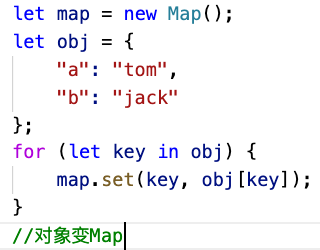 let map = new Map();
let obj = {
    "a": "tom",
    "b": "jack"
};
for (let key in obj) {
    map.set(key, obj[key]);
}
//对象变Map